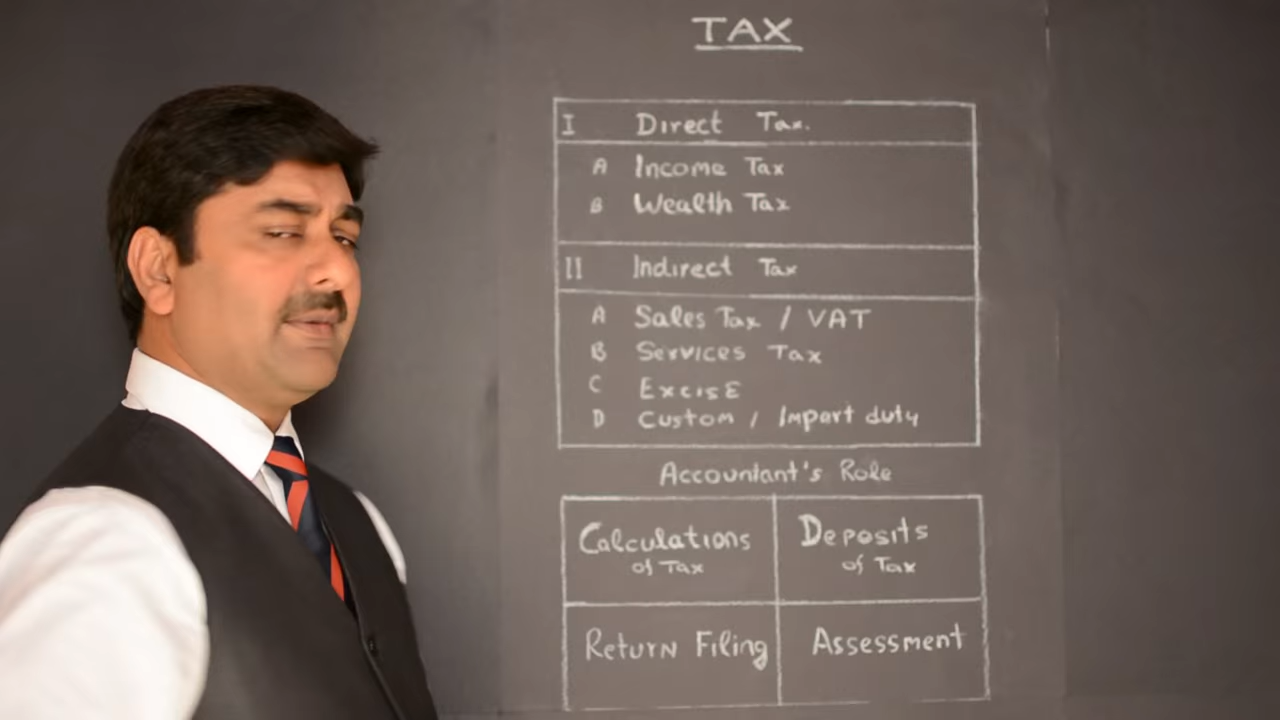 TAX
I Direct Tax.
A Income Tax
B Wealth Tax
II Indirect Tax
A Sales Tax / VAT
B Services Tax
C Excise
D Custom / Import duty
Accountant's Role
Calculations
of Tax
Deposits
of Tax
Return Filing
Assessment